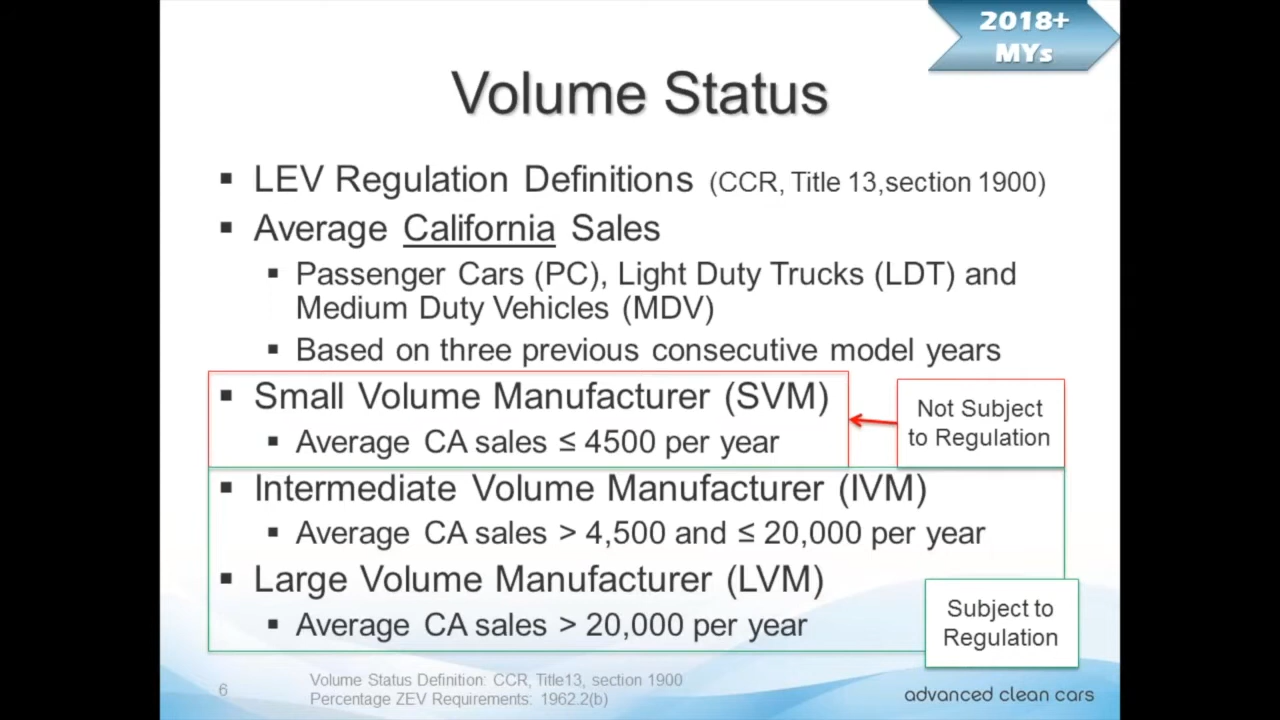 2018+
MYs
Volume Status
▪ LEV Regulation Definitions (CCR, Title 13,section 1900)
▪ Average California Sales
▪ Passenger Cars (PC), Light Duty Trucks (LDT) and
Medium Duty Vehicles (MDV)
▪ Based on three previous consecutive model years
▪ Small Volume Manufacturer (SVM)
▪ Average CA sales ≤ 4500 per year
Not Subject
to Regulation
▪ Intermediate Volume Manufacturer (IVM)
▪ Average CA sales > 4,500 and ≤ 20,000 per year
▪ Large Volume Manufacturer (LVM)
▪ Average CA sales > 20,000 per year
Subject to
Regulation
6
Volume Status Definition: CCR, Title13, section 1900
Percentage ZEV Requirements: 1962.2(b)
advanced clean cars